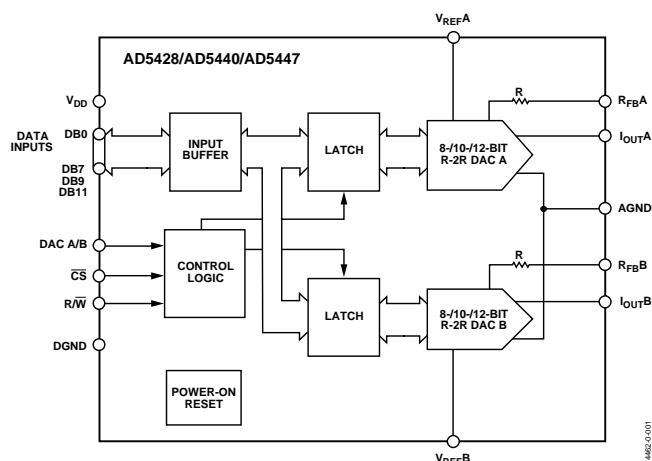 VREFA
AD5428/AD5440/AD5447
VDD
DATA
INPUTS
DB0
DB7
DB9
DB11
INPUT
BUFFER
LATCH
8-/10-/12-BIT
R-2R DAC A
R
RFBA
IOUTA
AGND
DAC A/B
CS
R/W
CONTROL
LOGIC
DGND
LATCH
8-/10-/12-BIT
R-2R DAC B
R
RFBB
IOUTB
POWER-ON
RESET
VREFB
4462-0-001